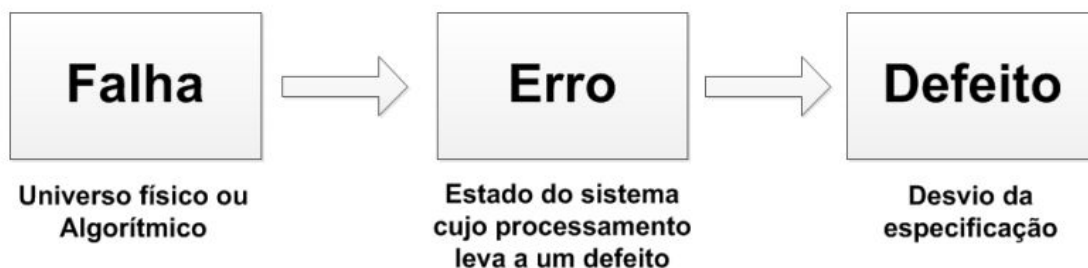 Falha
Erro
Defeito
Universo físico ou
Algorítmico
Estado do sistema
cujo processamento
leva a um defeito
Desvio da
especificação